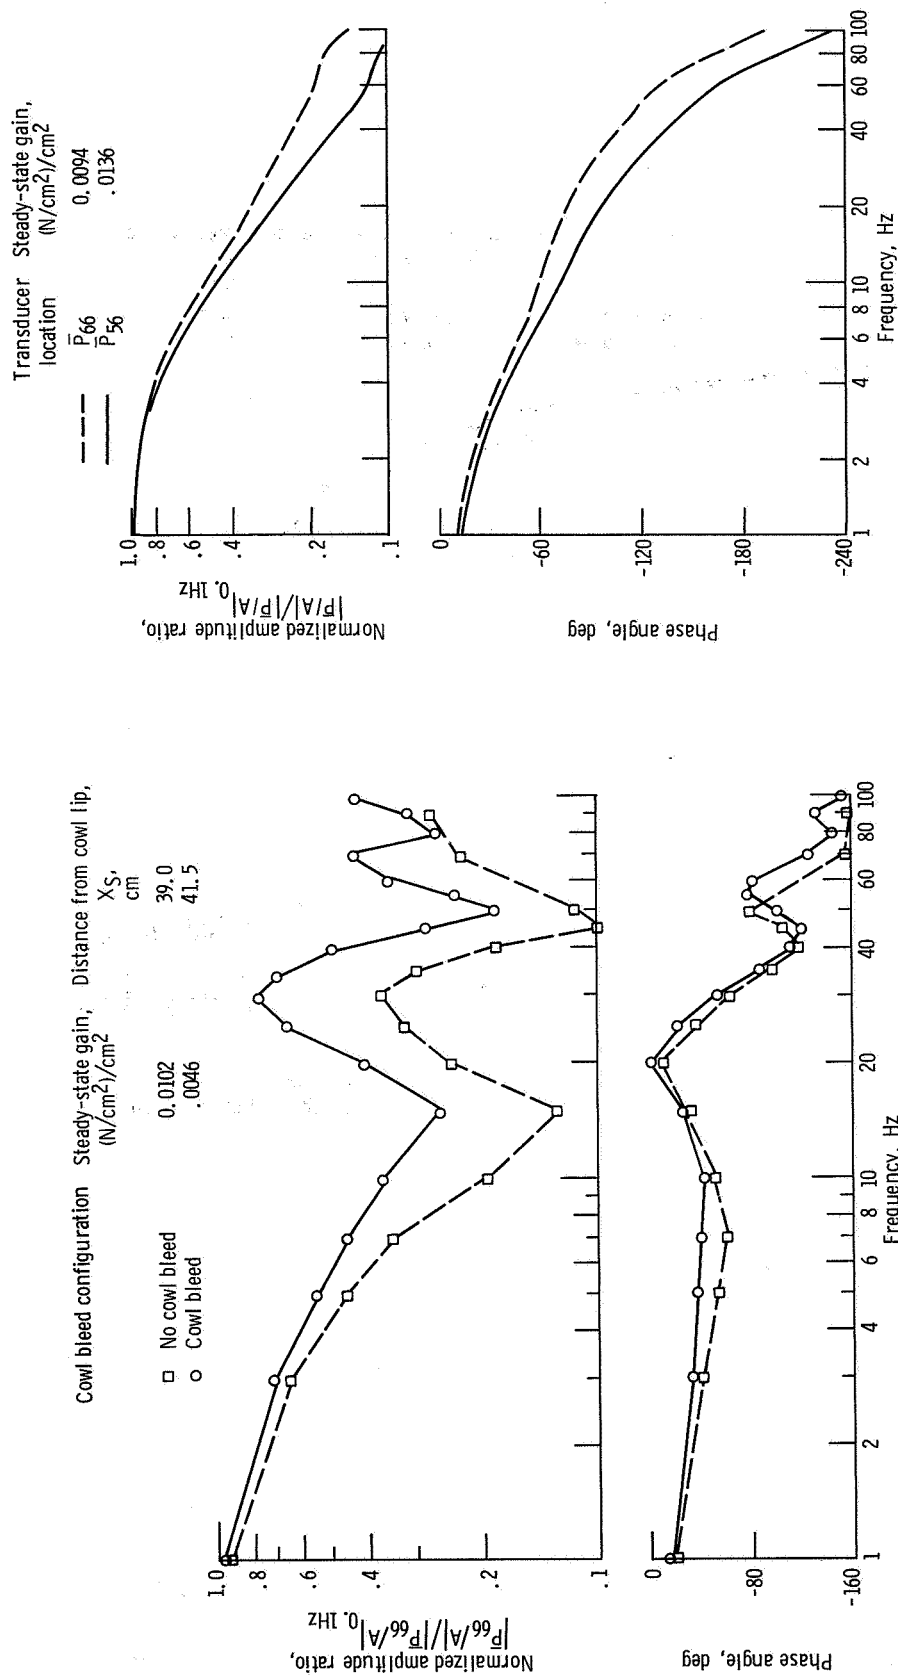 Cowl bleed configuration Steady-state gain, Distance from cowl lip,
(N/cm2)/cm2 XS,
cm
□ No cowl bleed 0.0102 39.0
○ Cowl bleed .0046 41.5
Normalized amplitude ratio,
|P̅66/A|/|P̅66/A|0.1Hz
1.0
.8
.6
.4
.2
.1
Phase angle, deg
0
-80
-160
1 2 4 6 8 10 20 40 60 80 100
Frequency, Hz
Transducer Steady-state gain,
location (N/cm2)/cm2
P̅66 0.0094
P̅56 .0136
Normalized amplitude ratio,
|P̅/A|/|P̅/A|0.1Hz
1.0
.8
.6
.4
.2
.1
Phase angle, deg
0
-60
-120
-180
-240
1 2 4 6 8 10 20 40 60 80 100
Frequency, Hz